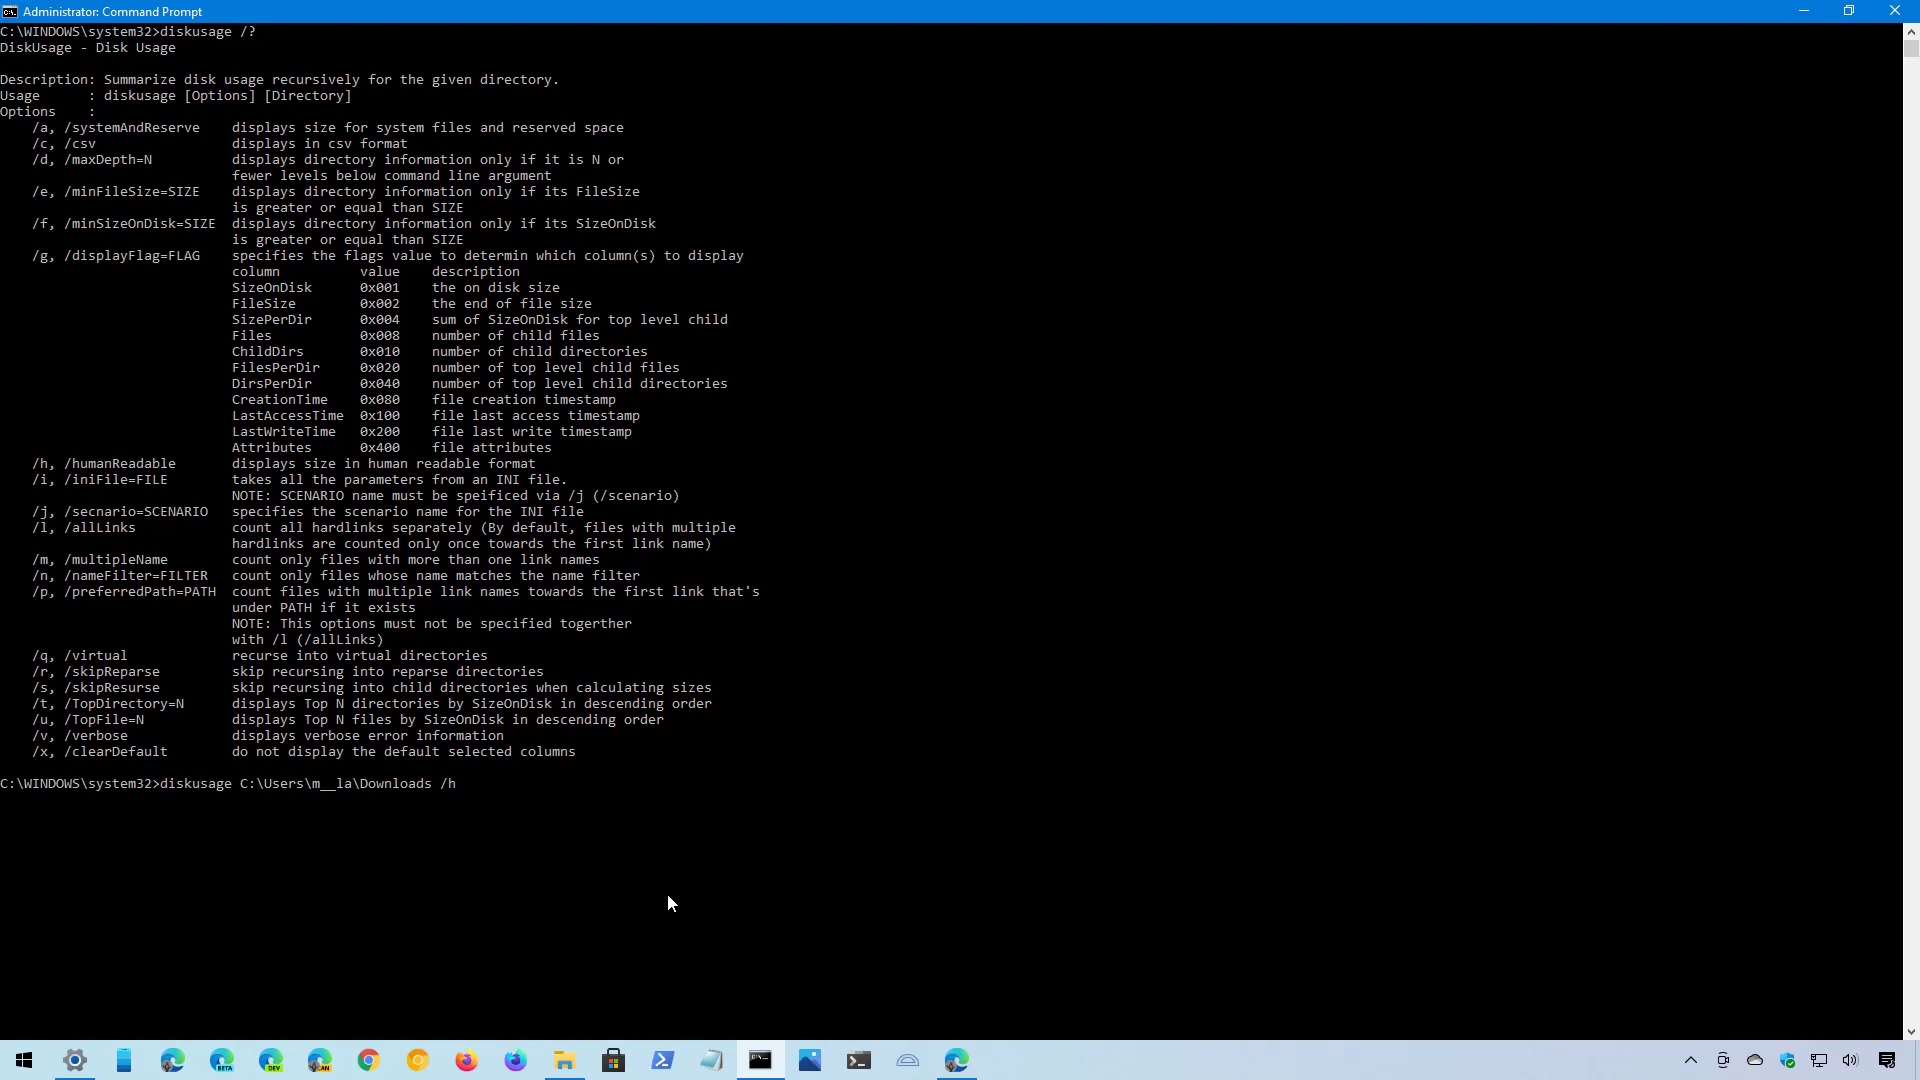 Administrator: Command Prompt
C:\WINDOWS\system32>diskusage /?
DiskUsage - Disk Usage
Description: Summarize disk usage recursively for the given directory.
Usage      : diskusage [Options] [Directory]
Options    :
/a, /systemAndReserve    displays size for system files and reserved space
/c, /csv                 displays in csv format
/d, /maxDepth=N          displays directory information only if it is N or
fewer levels below command line argument
/e, /minFileSize=SIZE    displays directory information only if its FileSize
is greater or equal than SIZE
/f, /minSizeOnDisk=SIZE  displays directory information only if its SizeOnDisk
is greater or equal than SIZE
/g, /displayFlag=FLAG    specifies the flags value to determin which column(s) to display
column          value    description
SizeOnDisk      0x001    the on disk size
FileSize        0x002    the end of file size
SizePerDir      0x004    sum of SizeOnDisk for top level child
Files           0x008    number of child files
ChildDirs       0x010    number of child directories
FilesPerDir     0x020    number of top level child files
DirsPerDir      0x040    number of top level child directories
CreationTime    0x080    file creation timestamp
LastAccessTime  0x100    file last access timestamp
LastWriteTime   0x200    file last write timestamp
Attributes      0x400    file attributes
/h, /humanReadable       displays size in human readable format
/i, /iniFile=FILE        takes all the parameters from an INI file.
NOTE: SCENARIO name must be speificed via /j (/scenario)
/j, /secnario=SCENARIO   specifies the scenario name for the INI file
/l, /allLinks            count all hardlinks separately (By default, files with multiple
hardlinks are counted only once towards the first link name)
/m, /multipleName        count only files with more than one link names
/n, /nameFilter=FILTER   count only files whose name matches the name filter
/p, /preferredPath=PATH  count files with multiple link names towards the first link that's
under PATH if it exists
NOTE: This options must not be specified togerther
with /l (/allLinks)
/q, /virtual             recurse into virtual directories
/r, /skipReparse         skip recursing into reparse directories
/s, /skipResurse         skip recursing into child directories when calculating sizes
/t, /TopDirectory=N      displays Top N directories by SizeOnDisk in descending order
/u, /TopFile=N           displays Top N files by SizeOnDisk in descending order
/v, /verbose             displays verbose error information
/x, /clearDefault        do not display the default selected columns
C:\WINDOWS\system32>diskusage C:\Users\m__la\Downloads /h
BETA
DEV
CAN